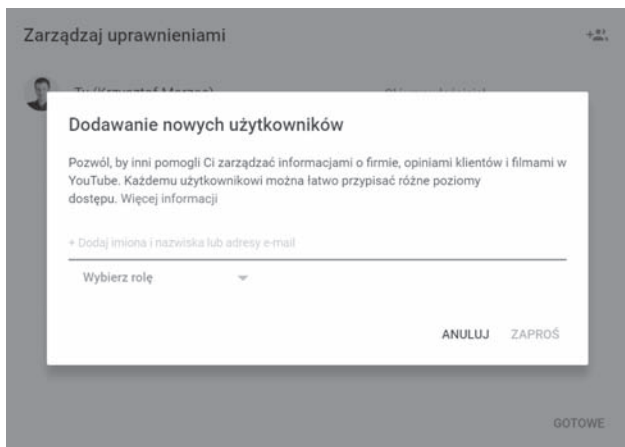 Zarządzaj uprawnieniami
Dodawanie nowych użytkowników
Pozwól, by inni pomogli Ci zarządzać informacjami o firmie, opiniami klientów i filmami w
YouTube. Każdemu użytkownikowi można łatwo przypisać różne poziomy
dostępu. Więcej informacji
+ Dodaj imiona i nazwiska lub adresy e-mail
Wybierz rolę
ANULUJ ZAPROŚ
GOTOWE